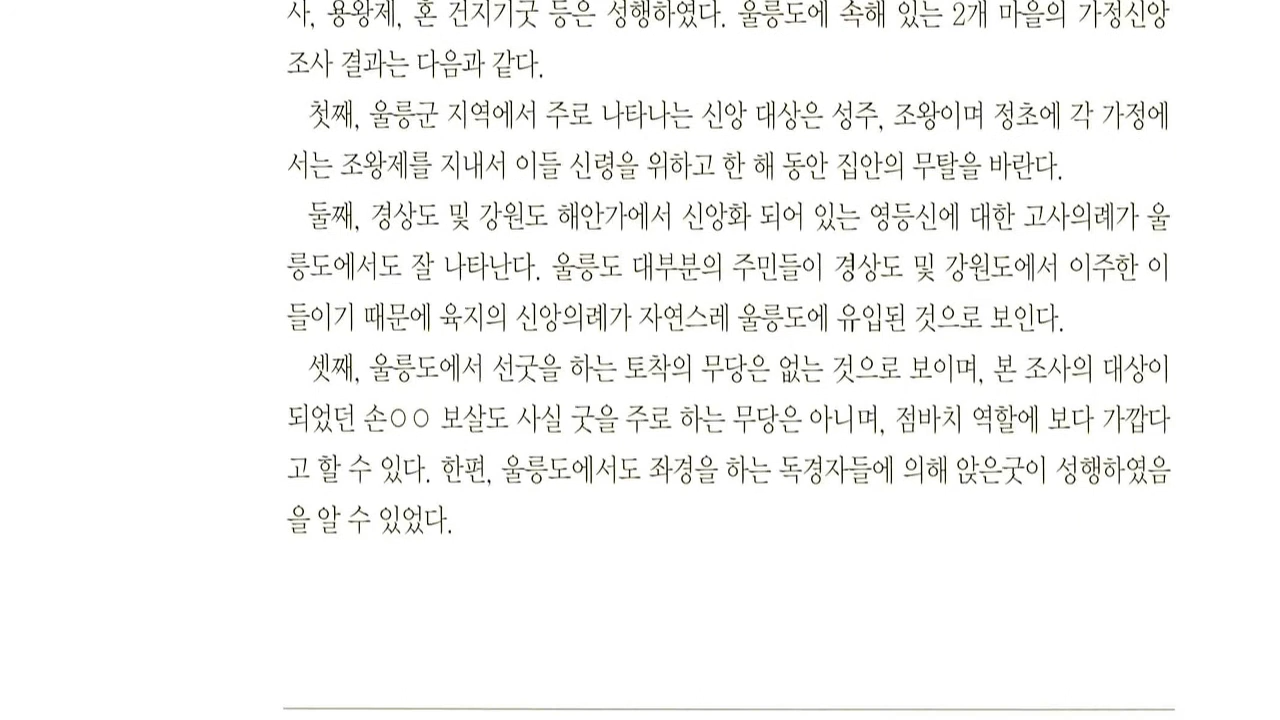 사, 용왕제, 혼 건지기굿 등은 성행하였다. 울릉도에 속해 있는 2개 마을의 가정신앙
조사 결과는 다음과 같다.
첫째, 울릉군 지역에서 주로 나타나는 신앙 대상은 성주, 조왕이며 정초에 각 가정에
서는 조왕제를 지내서 이들 신령을 위하고 한 해 동안 집안의 무탈을 바란다.
둘째, 경상도 및 강원도 해안가에서 신앙화 되어 있는 영등신에 대한 고사의례가 울
릉도에서도 잘 나타난다. 울릉도 대부분의 주민들이 경상도 및 강원도에서 이주한 이
들이기 때문에 육지의 신앙의례가 자연스레 울릉도에 유입된 것으로 보인다.
셋째, 울릉도에서 선굿을 하는 토착의 무당은 없는 것으로 보이며, 본 조사의 대상이
되었던 손○○ 보살도 사실 굿을 주로 하는 무당은 아니며, 점바치 역할에 보다 가깝다
고 할 수 있다. 한편, 울릉도에서도 좌경을 하는 독경자들에 의해 앉은굿이 성행하였음
을 알 수 있었다.